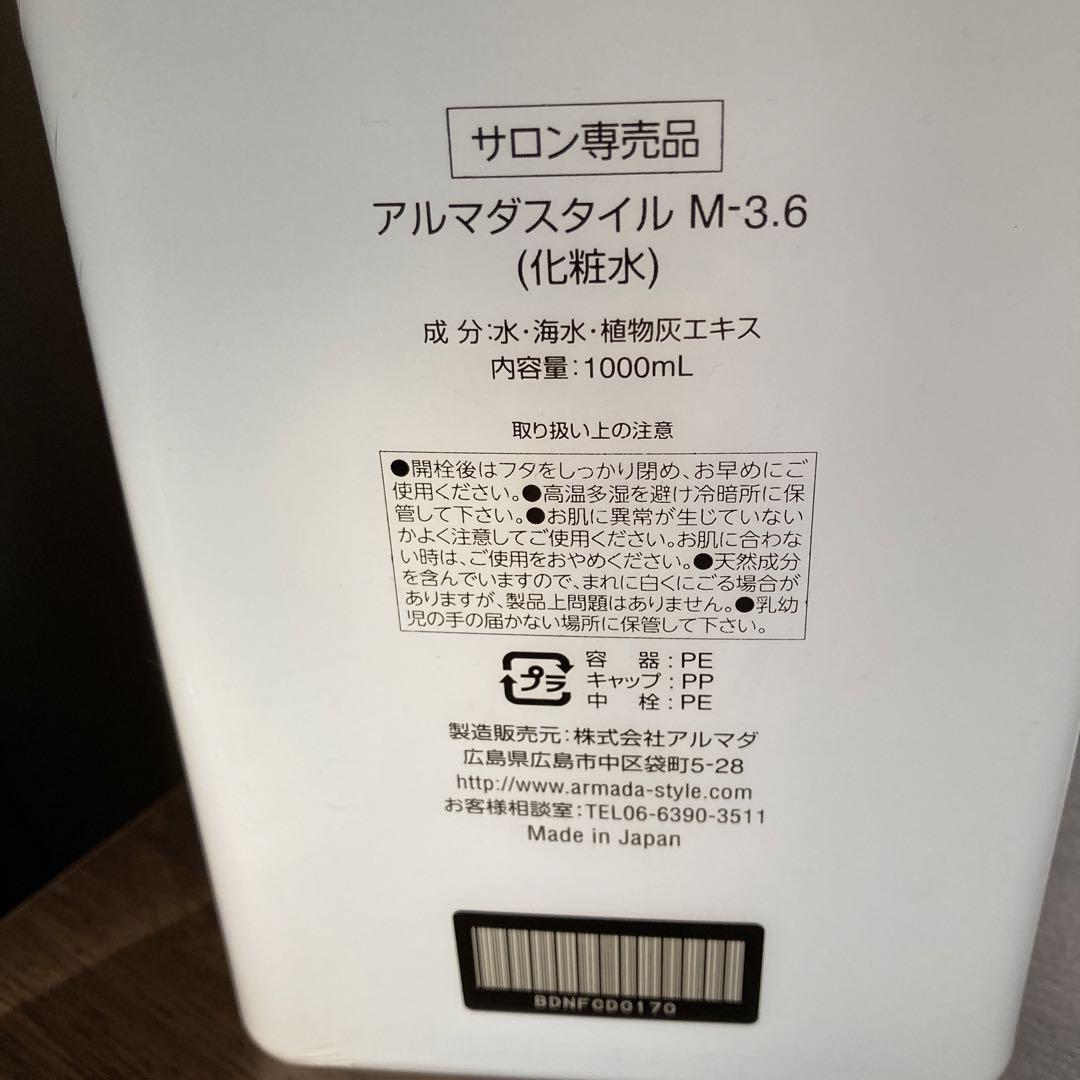 サロン専売品
アルマダスタイル M-3.6
(化粧水)
成 分:水・海水・植物灰エキス
内容量:1000mL
取り扱い上の注意
●開栓後はフタをしっかり閉め、お早めにご
使用ください。●高温多湿を避け冷暗所に保
管して下さい。●お肌に異常が生じていない
かよく注意してご使用ください。お肌に合わな
い時は、ご使用をおやめください。●天然成分
を含んでいますので、まれに白くにごる場合が
ありますが、製品上問題はありません。●乳幼
児の手の届かない場所に保管して下さい。
プラ
容 器:PE
キャップ:PP
中 栓:PE
製造販売元:株式会社アルマダ
広島県広島市中区袋町5-28
http://www.armada-style.com
お客様相談室:TEL06-6390-3511
Made in Japan